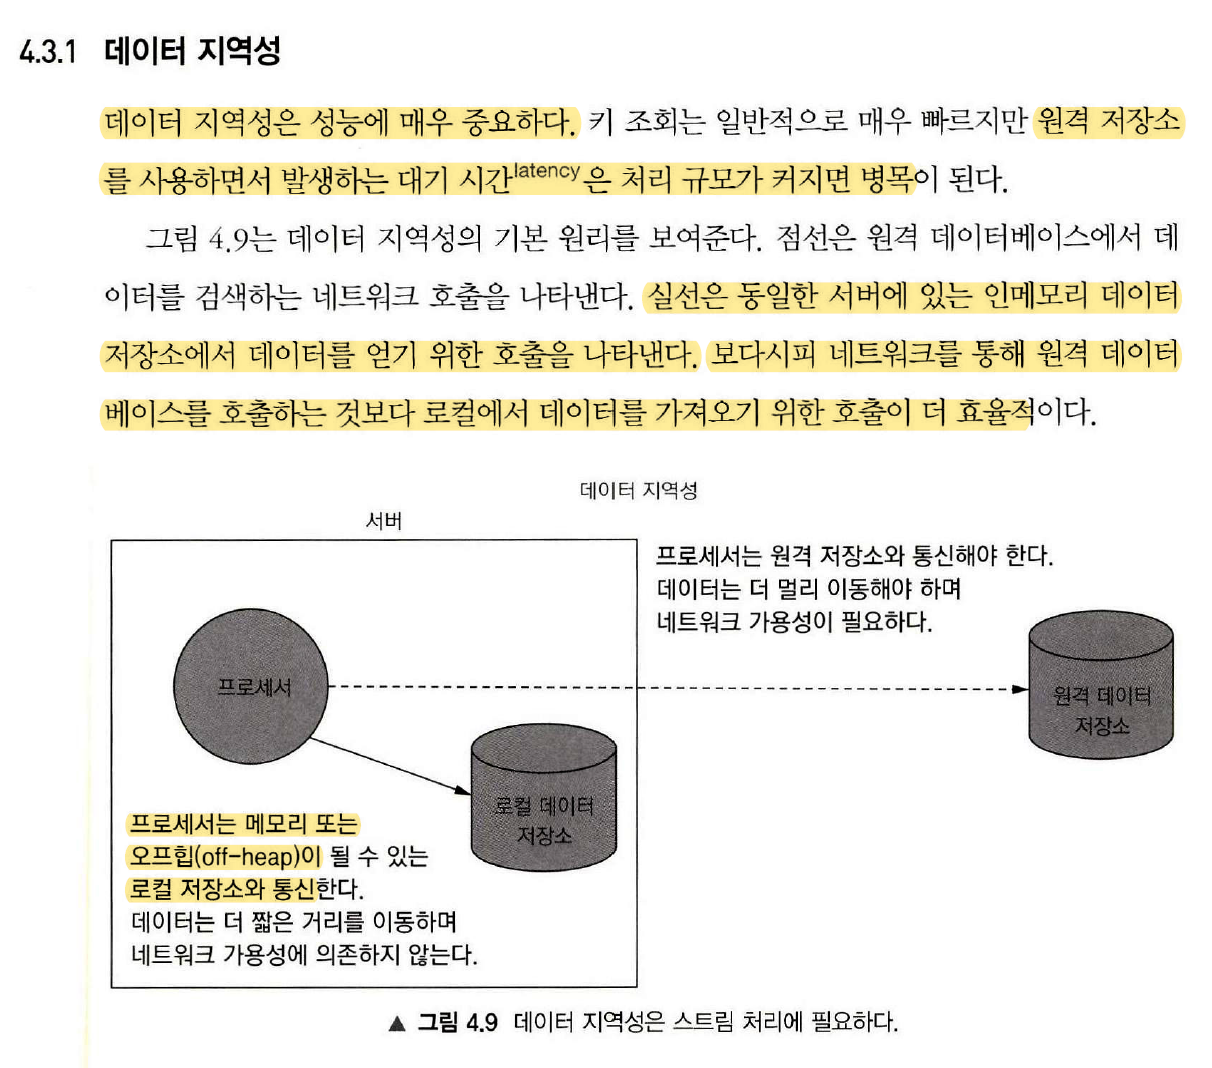 4.3.1 데이터 지역성
데이터 지역성은 성능에 매우 중요하다. 키 조회는 일반적으로 매우 빠르지만 원격 저장소
를 사용하면서 발생하는 대기 시간latency은 처리 규모가 커지면 병목이 된다.
그림 4.9는 데이터 지역성의 기본 원리를 보여준다. 점선은 원격 데이터베이스에서 데
이터를 검색하는 네트워크 호출을 나타낸다. 실선은 동일한 서버에 있는 인메모리 데이터
저장소에서 데이터를 얻기 위한 호출을 나타낸다. 보다시피 네트워크를 통해 원격 데이터
베이스를 호출하는 것보다 로컬에서 데이터를 가져오기 위한 호출이 더 효율적이다.
데이터 지역성
서버
프로세서는 원격 저장소와 통신해야 한다.
데이터는 더 멀리 이동해야 하며
네트워크 가용성이 필요하다.
프로세서
원격 데이터
저장소
로컬 데이터
저장소
프로세서는 메모리 또는
오프힙(off-heap)이 될 수 있는
로컬 저장소와 통신한다.
데이터는 더 짧은 거리를 이동하며
네트워크 가용성에 의존하지 않는다.
▲ 그림 4.9 데이터 지역성은 스트림 처리에 필요하다.